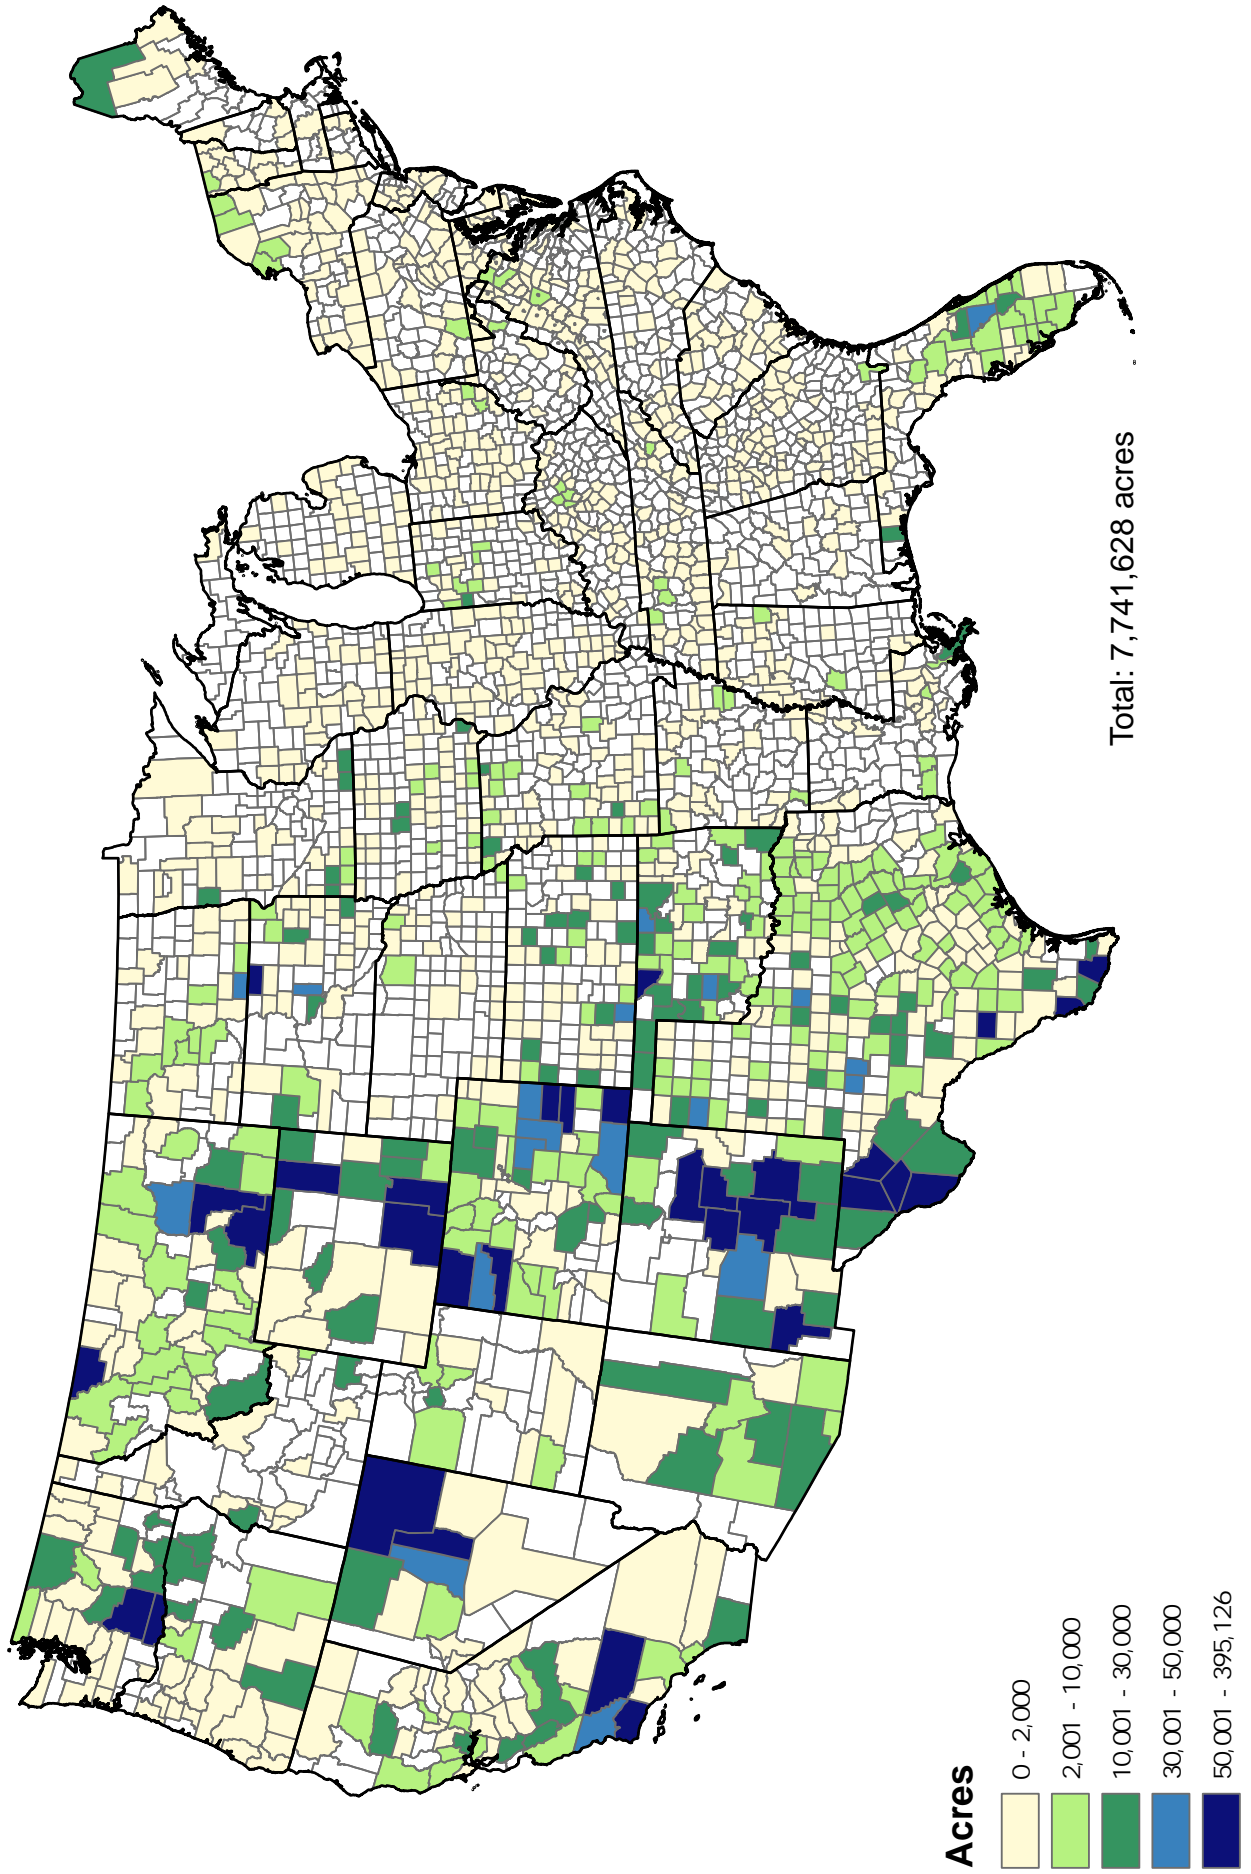 Total: 7,741,628 acres
Acres
0 - 2,000
2,001 - 10,000
10,001 - 30,000
30,001 - 50,000
50,001 - 395,126